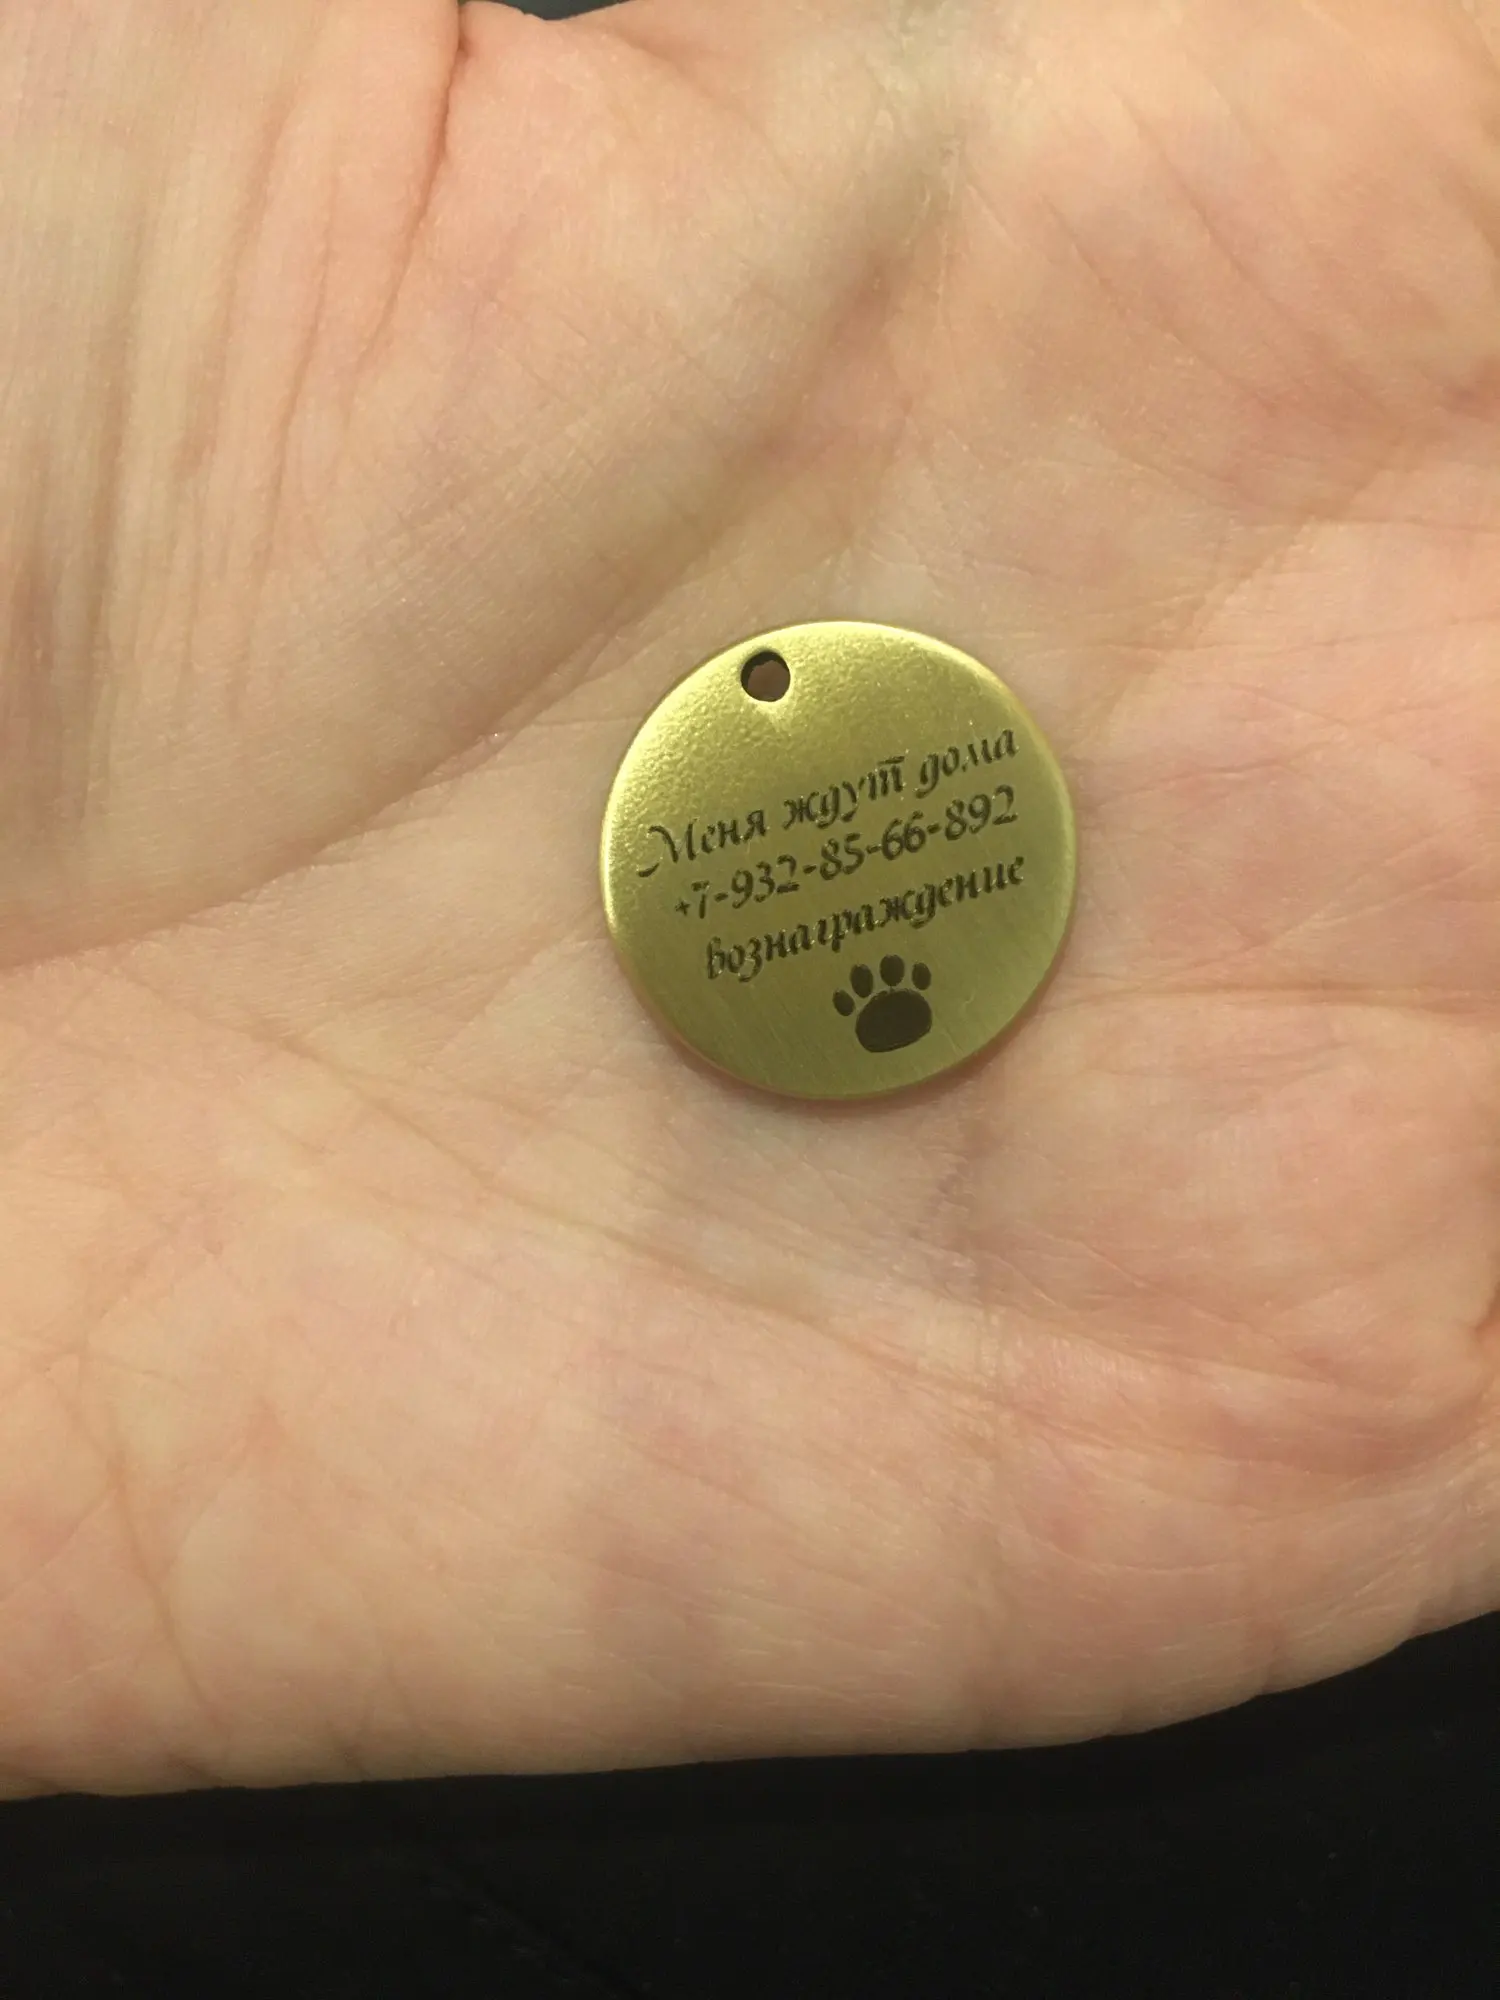 Меня ждут дома
+7-932-85-66-892
вознаграждение